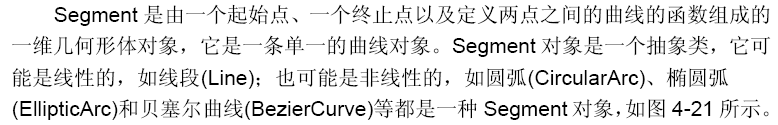 Segment 是由一个起始点、一个终止点以及定义两点之间的曲线的函数组成的
一维几何形体对象，它是一条单一的曲线对象。Segment 对象是一个抽象类，它可
能是线性的，如线段(Line)；也可能是非线性的，如圆弧(CircularArc)、椭圆弧
(EllipticArc)和贝塞尔曲线(BezierCurve)等都是一种 Segment 对象，如图 4-21 所示。